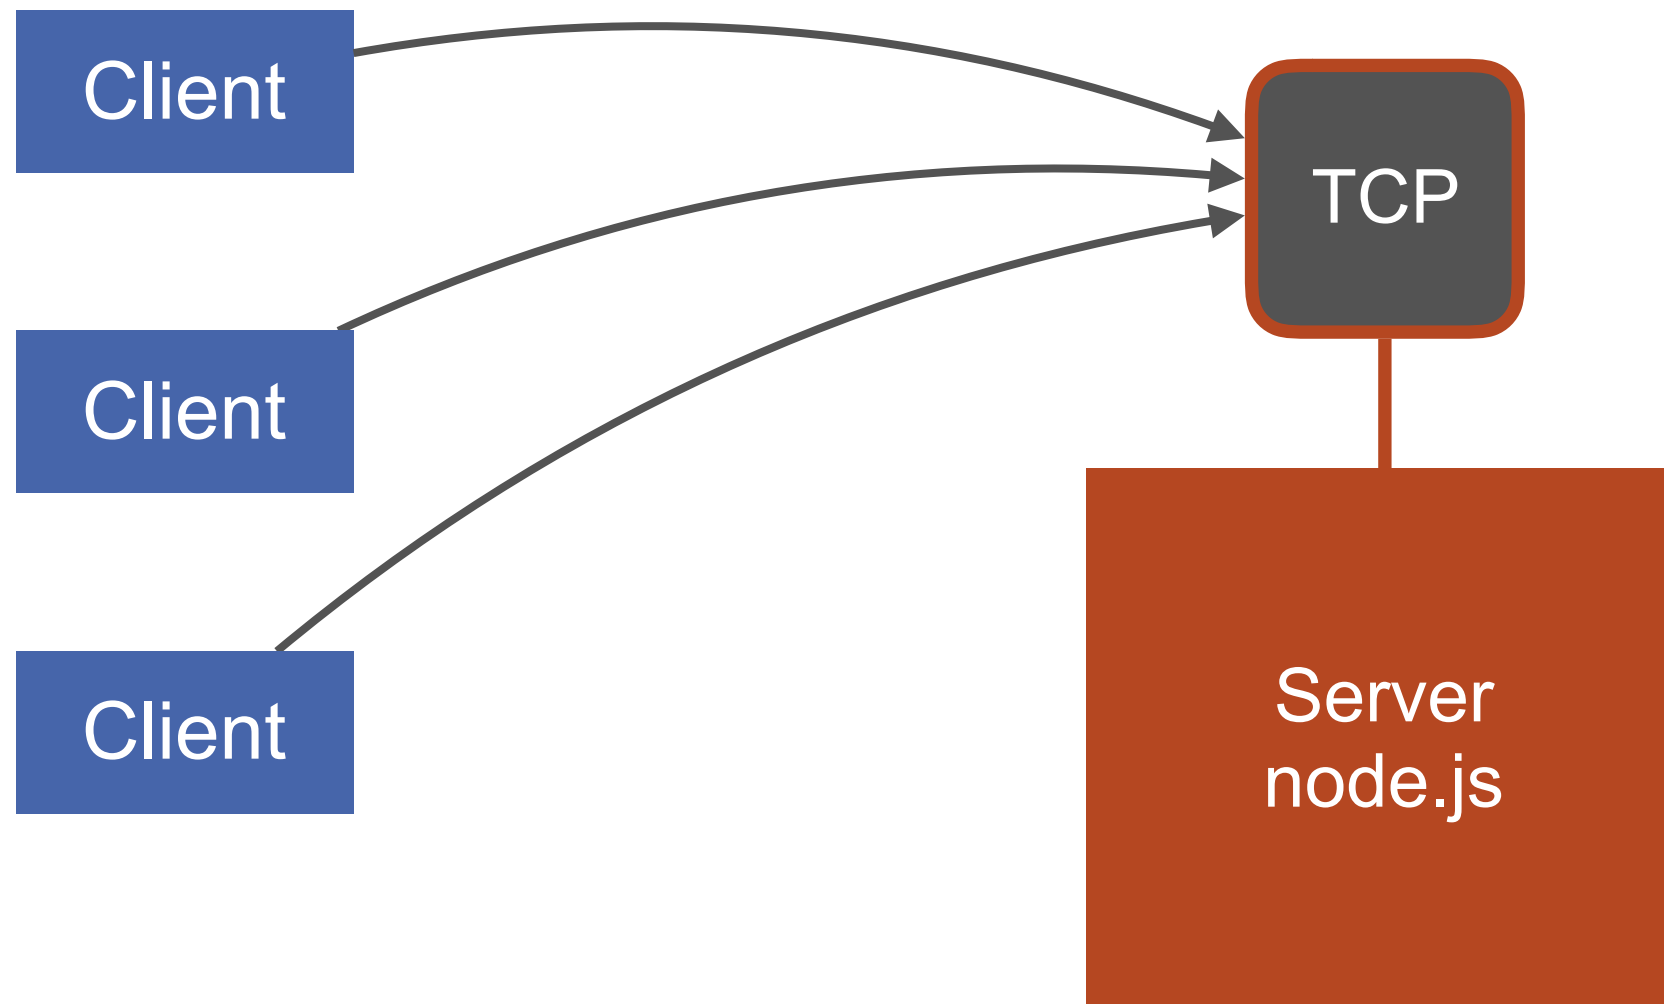 Client
TCP
Client
Client
Server
node.js